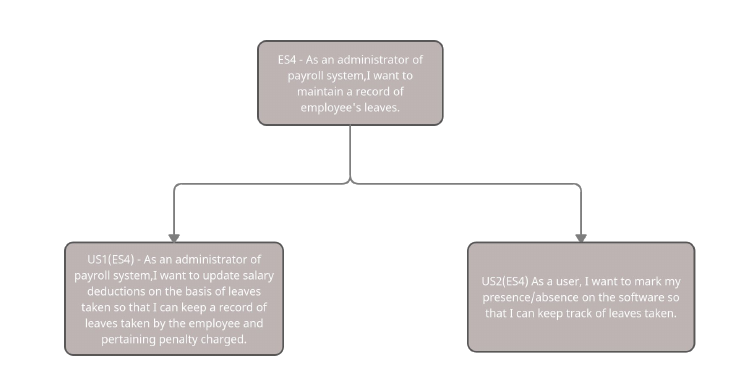 ES4 - As an administrator of
payroll system,I want to
maintain a record of
employee's leaves.
US1(ES4) - As an administrator of
payroll system,I want to update salary
deductions on the basis of leaves
taken so that I can keep a record of
leaves taken by the employee and
pertaining penalty charged.
US2(ES4) As a user, I want to mark my
presence/absence on the software so
that I can keep track of leaves taken.